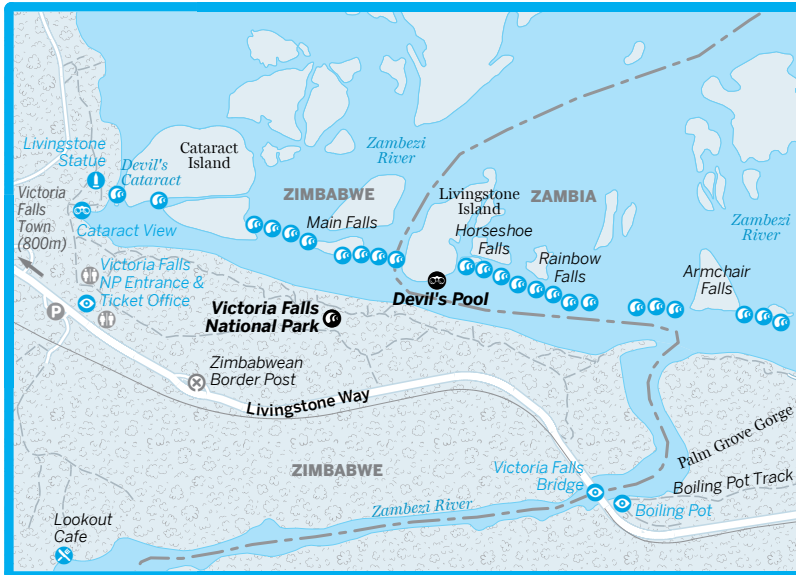 Livingstone
Statue
Devil's
Cataract
Cataract
Island
Zambezi
River
ZIMBABWE
Livingstone
Island
ZAMBIA
Victoria
Falls
Town
(800m)
Cataract View
Main Falls
Horseshoe
Falls
Rainbow
Falls
Zambezi
River
Armchair
Falls
Victoria Falls
NP Entrance &
Ticket Office
Devil's Pool
P
Victoria Falls
National Park
Zimbabwean
Border Post
Livingstone Way
ZIMBABWE
Palm Grove Gorge
Victoria Falls
Bridge
Boiling Pot Track
Zambezi River
Boiling Pot
Lookout
Cafe